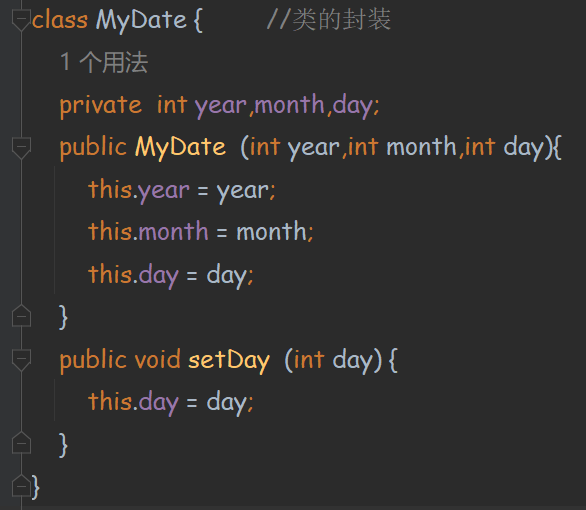 class MyDate {         //类的封装
    1 个用法
    private  int year,month,day;
    public MyDate  (int year,int month,int day){
        this.year = year;
        this.month = month;
        this.day = day;
    }
    public void setDay  (int day) {
        this.day = day;
    }
}